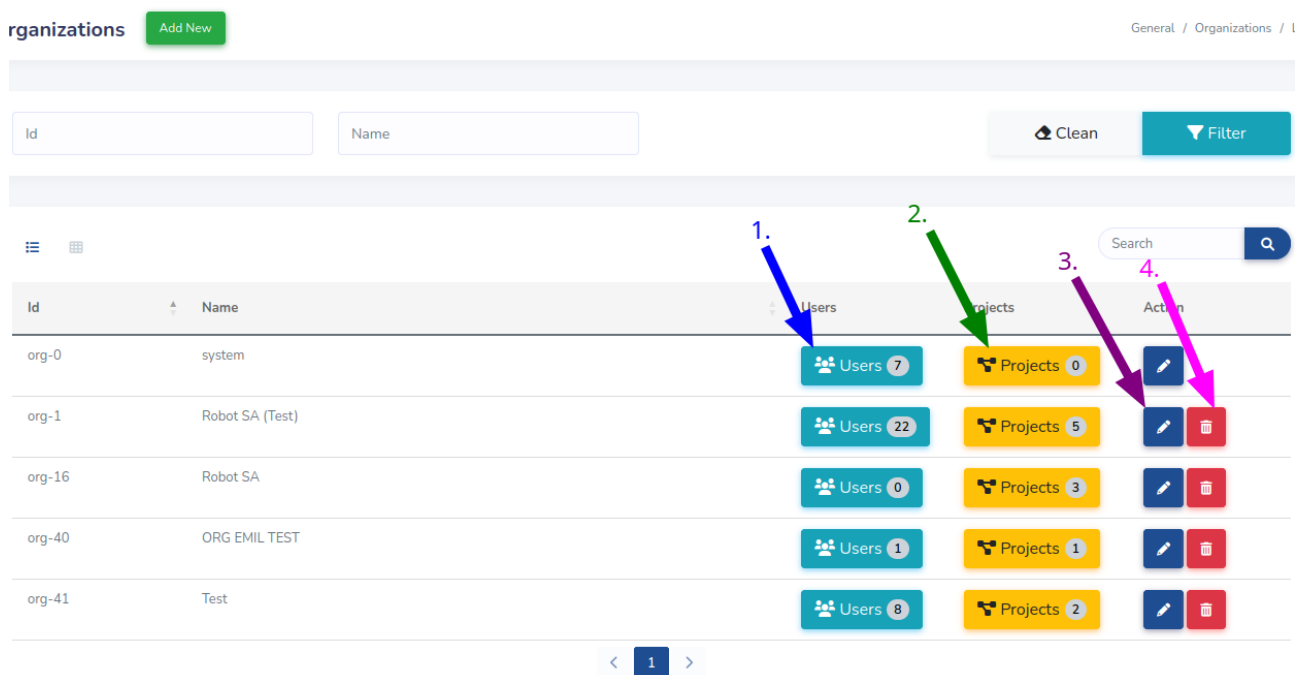 rganizations Add New General / Organizations / L
Id Name Clean Filter
1. 2. 3. 4.
Search
Id Name Users rojects Action
org-0 system Users 7 Projects 0
org-1 Robot SA (Test) Users 22 Projects 5
org-16 Robot SA Users 0 Projects 3
org-40 ORG EMIL TEST Users 1 Projects 1
org-41 Test Users 8 Projects 2
1